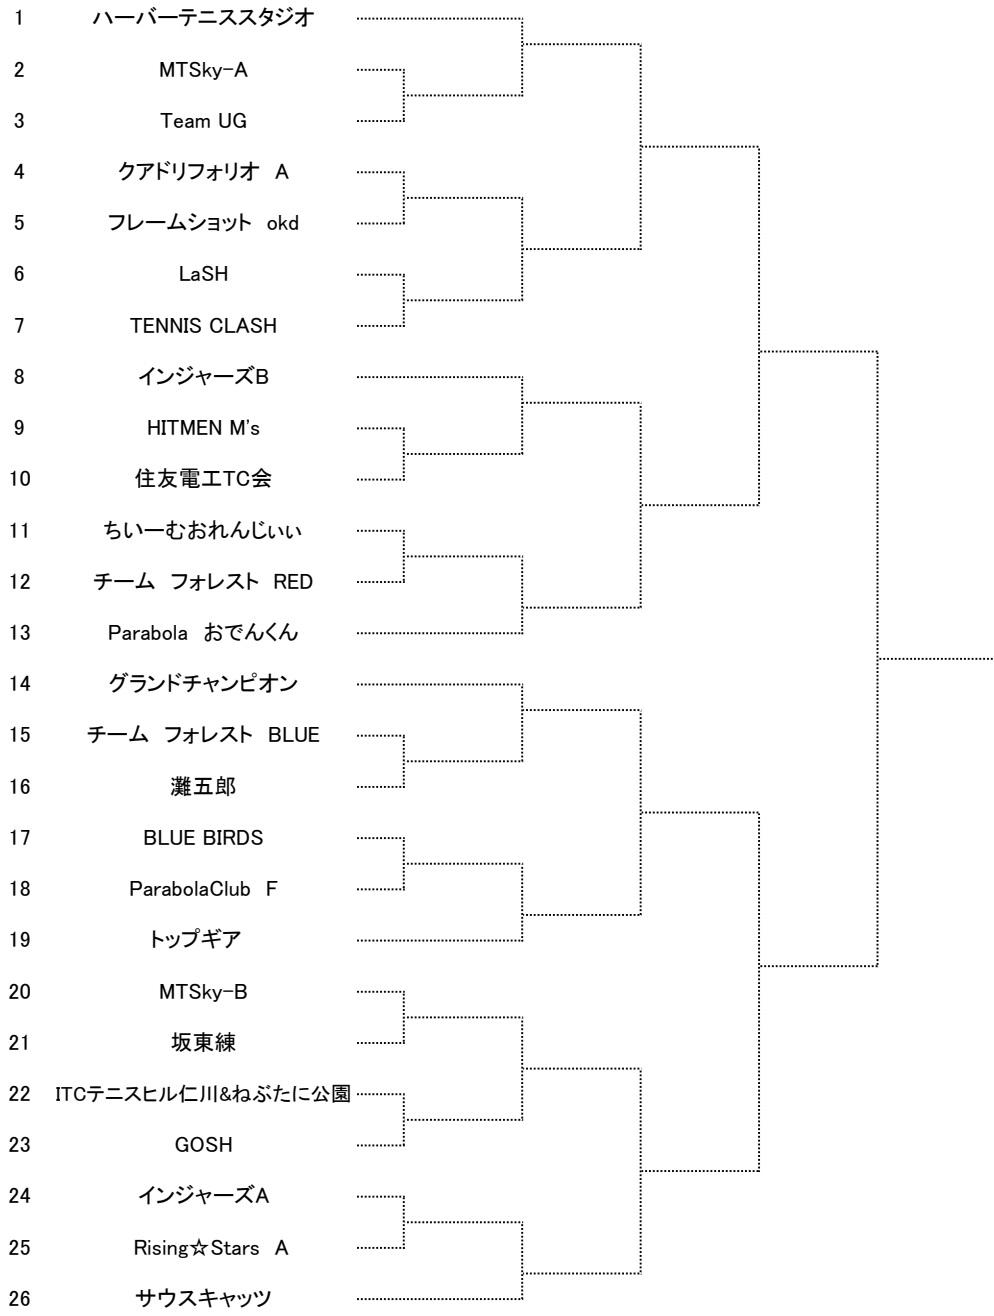 1 ハーバーテニススタジオ
2 MTSky-A
3 Team UG
4 クアドリフォリオ　A
5 フレームショット　okd
6 LaSH
7 TENNIS CLASH
8 インジャーズB
9 HITMEN M's
10 住友電工TC会
11 ちいーむおれんじぃぃ
12 チーム　フォレスト　RED
13 Parabola　おでんくん
14 グランドチャンピオン
15 チーム　フォレスト　BLUE
16 灘五郎
17 BLUE BIRDS
18 ParabolaClub　F
19 トップギア
20 MTSky-B
21 坂東練
22 ITCテニスヒル仁川&ねぶたに公園
23 GOSH
24 インジャーズA
25 Rising☆Stars　A
26 サウスキャッツ